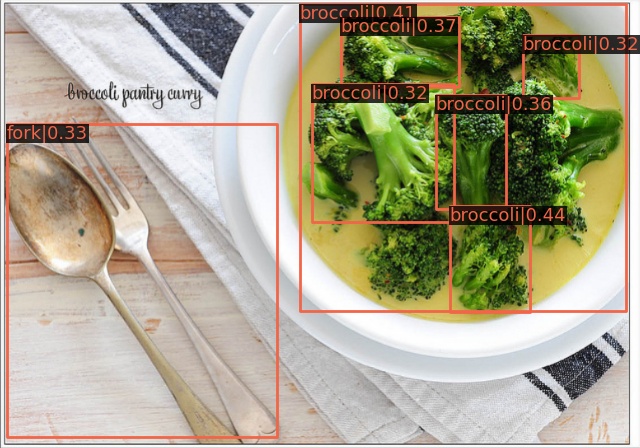 broccoli|0.41
broccoli|0.37
broccoli|0.32
broccoli pantry curry
broccoli|0.32
broccoli|0.36
fork|0.33
broccoli|0.44